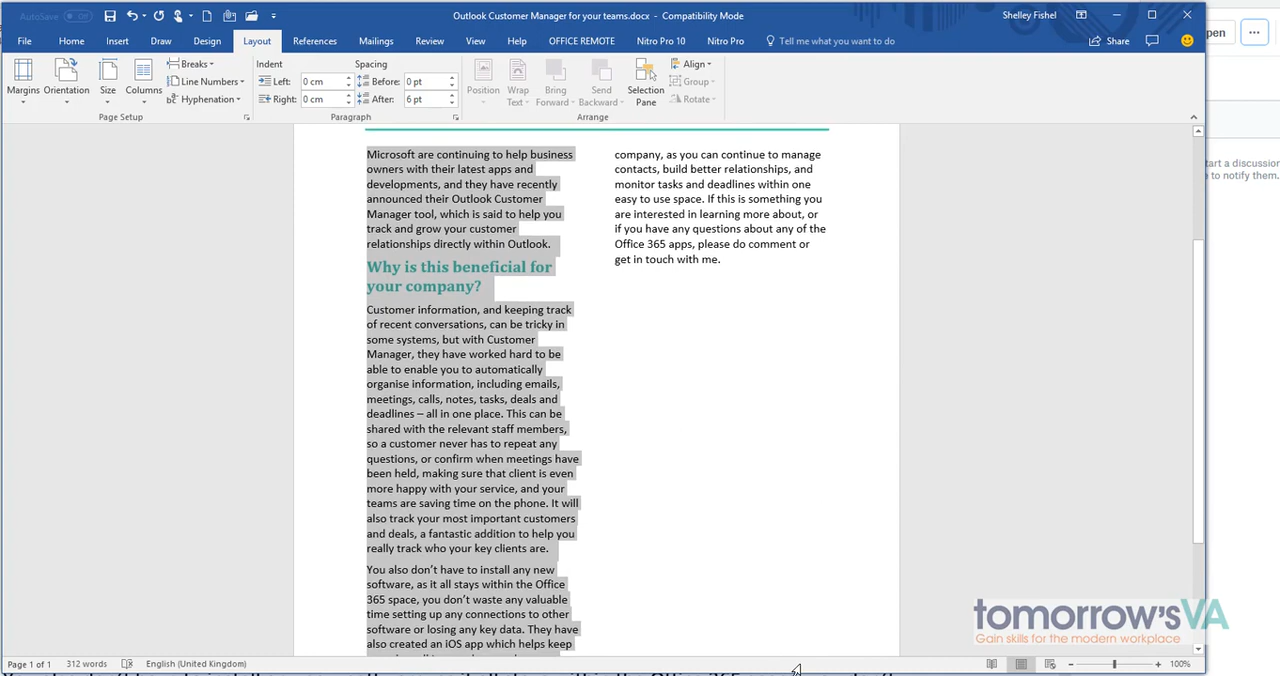 AutoSave Off
Outlook Customer Manager for your teams.docx - Compatibility Mode
Shelley Fishel
File Home Insert Draw Design Layout References Mailings Review View Help OFFICE REMOTE Nitro Pro 10 Nitro Pro Tell me what you want to do
Share
pen
Margins
Orientation
Size
Columns
Breaks
Line Numbers
Hyphenation
Page Setup
Indent
Left: 0 cm
Right: 0 cm
Spacing
Before: 0 pt
After: 6 pt
Paragraph
Position
Wrap Text
Bring Forward
Send Backward
Selection Pane
Align
Group
Rotate
Arrange
tart a discussion
e to notify them.
Microsoft are continuing to help business
owners with their latest apps and
developments, and they have recently
announced their Outlook Customer
Manager tool, which is said to help you
track and grow your customer
relationships directly within Outlook.
Why is this beneficial for
your company?
Customer information, and keeping track
of recent conversations, can be tricky in
some systems, but with Customer
Manager, they have worked hard to be
able to enable you to automatically
organise information, including emails,
meetings, calls, notes, tasks, deals and
deadlines – all in one place. This can be
shared with the relevant staff members,
so a customer never has to repeat any
questions, or confirm when meetings have
been held, making sure that client is even
more happy with your service, and your
teams are saving time on the phone. It will
also track your most important customers
and deals, a fantastic addition to help you
really track who your key clients are.
You also don't have to install any new
software, as it all stays within the Office
365 space, you don't waste any valuable
time setting up any connections to other
software or losing any key data. They have
also created an iOS app which helps keep
company, as you can continue to manage
contacts, build better relationships, and
monitor tasks and deadlines within one
easy to use space. If this is something you
are interested in learning more about, or
if you have any questions about any of the
Office 365 apps, please do comment or
get in touch with me.
tomorrow'sVA
Gain skills for the modern workplace
Page 1 of 1 312 words English (United Kingdom) 100%